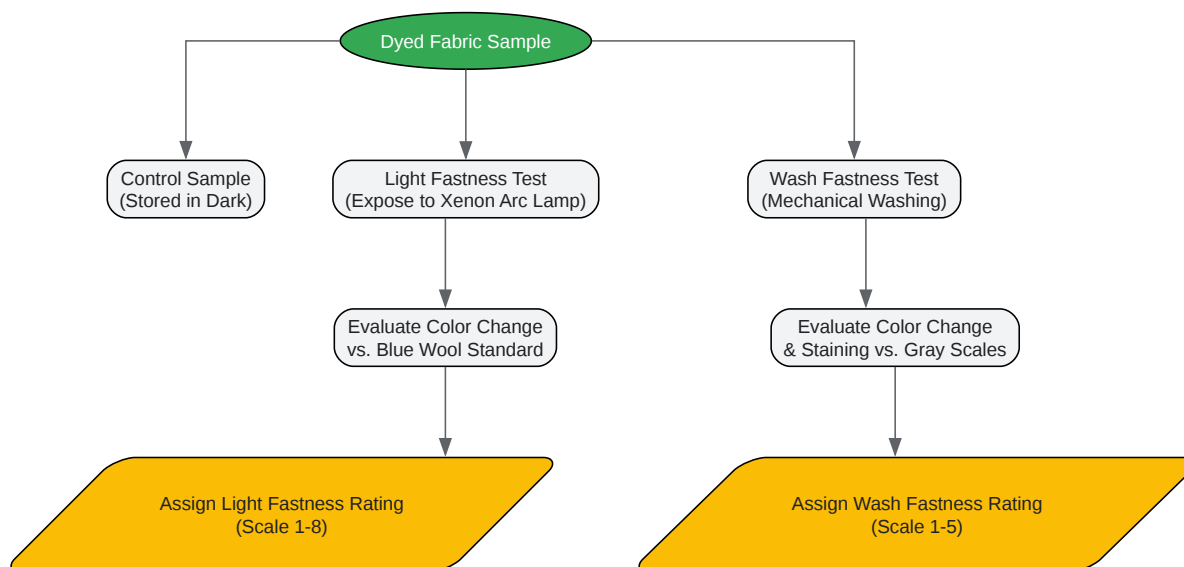 Dyed Fabric Sample
Control Sample
(Stored in Dark)
Light Fastness Test
(Expose to Xenon Arc Lamp)
Wash Fastness Test
(Mechanical Washing)
Evaluate Color Change
vs. Blue Wool Standard
Evaluate Color Change
& Staining vs. Gray Scales
Assign Light Fastness Rating
(Scale 1-8)
Assign Wash Fastness Rating
(Scale 1-5)